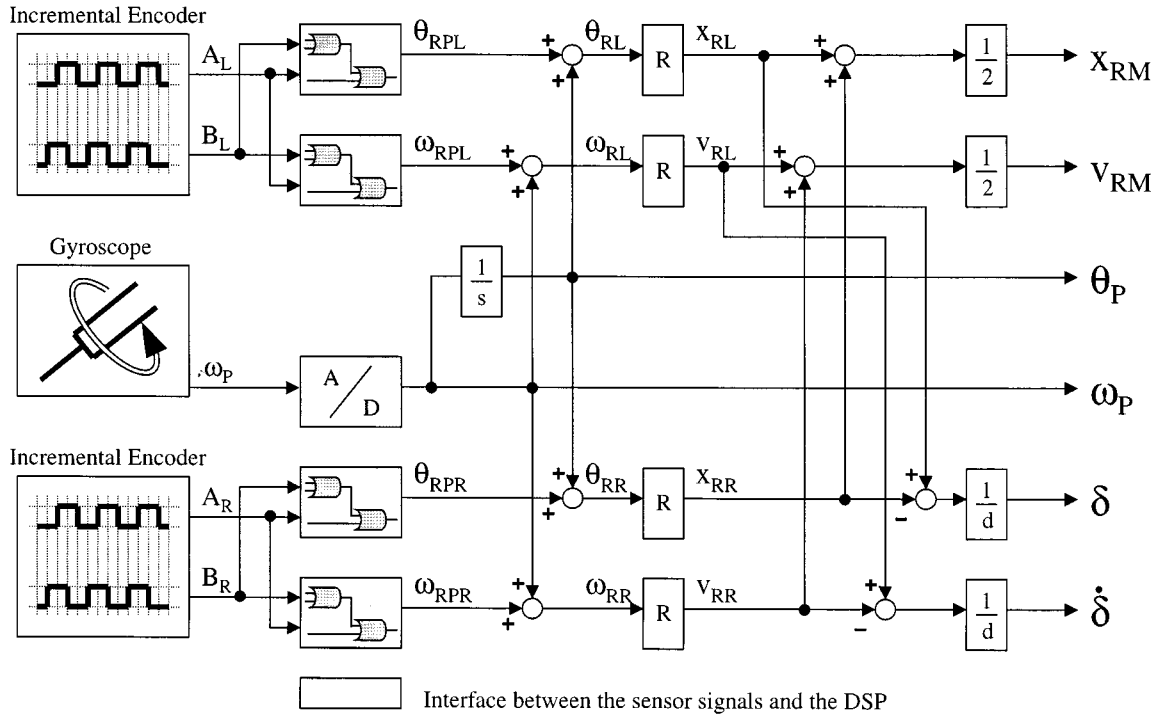 Incremental Encoder
A_L
B_L
θ_RPL
+
+
θ_RL
R
x_RL
+
+
1/2
x_RM
ω_RPL
+
+
ω_RL
R
v_RL
+
+
1/2
v_RM
Gyroscope
1/s
θ_P
ω_P
A/D
ω_P
Incremental Encoder
A_R
B_R
θ_RPR
+
+
θ_RR
R
x_RR
+
−
1/d
δ
ω_RPR
+
+
ω_RR
R
v_RR
+
−
1/d
δ̇
Interface between the sensor signals and the DSP